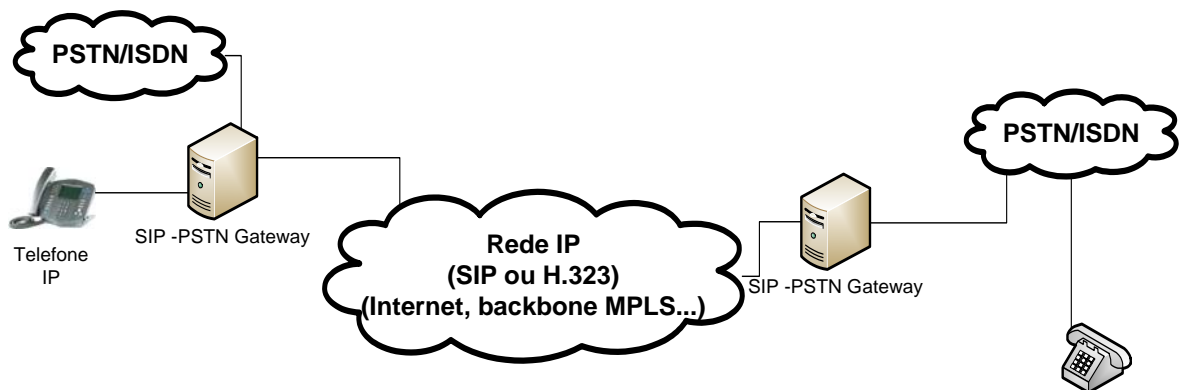 PSTN/ISDN
Telefone
IP
SIP -PSTN Gateway
Rede IP
(SIP ou H.323)
(Internet, backbone MPLS...)
SIP -PSTN Gateway
PSTN/ISDN